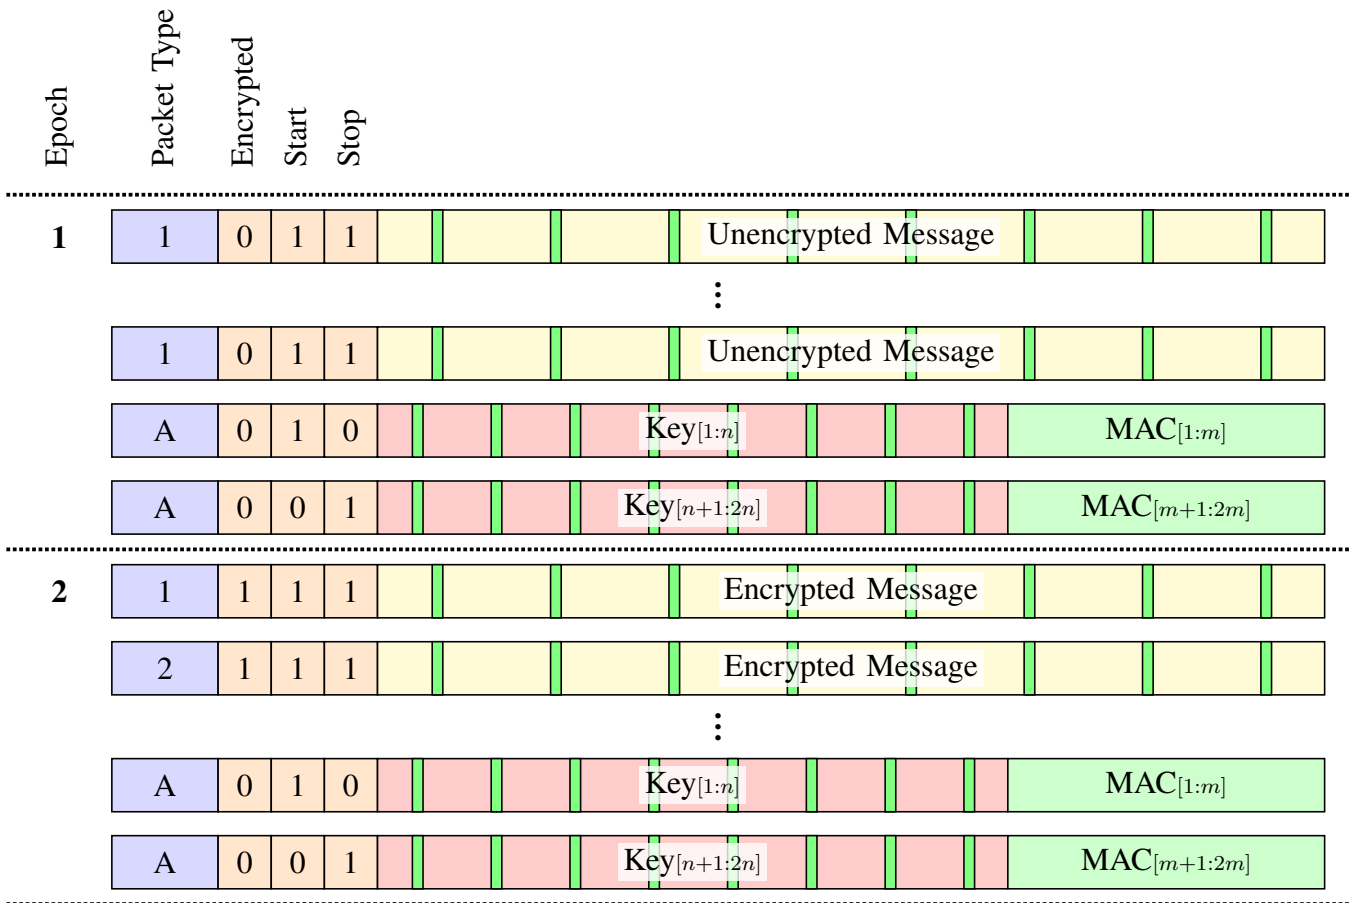 Epoch Packet Type Encrypted Start Stop
1 1 0 1 1 Unencrypted Message
⋮
1 0 1 1 Unencrypted Message
A 0 1 0 Key[1:n] MAC[1:m]
A 0 0 1 Key[n+1:2n] MAC[m+1:2m]
2 1 1 1 1 Encrypted Message
2 1 1 1 Encrypted Message
⋮
A 0 1 0 Key[1:n] MAC[1:m]
A 0 0 1 Key[n+1:2n] MAC[m+1:2m]